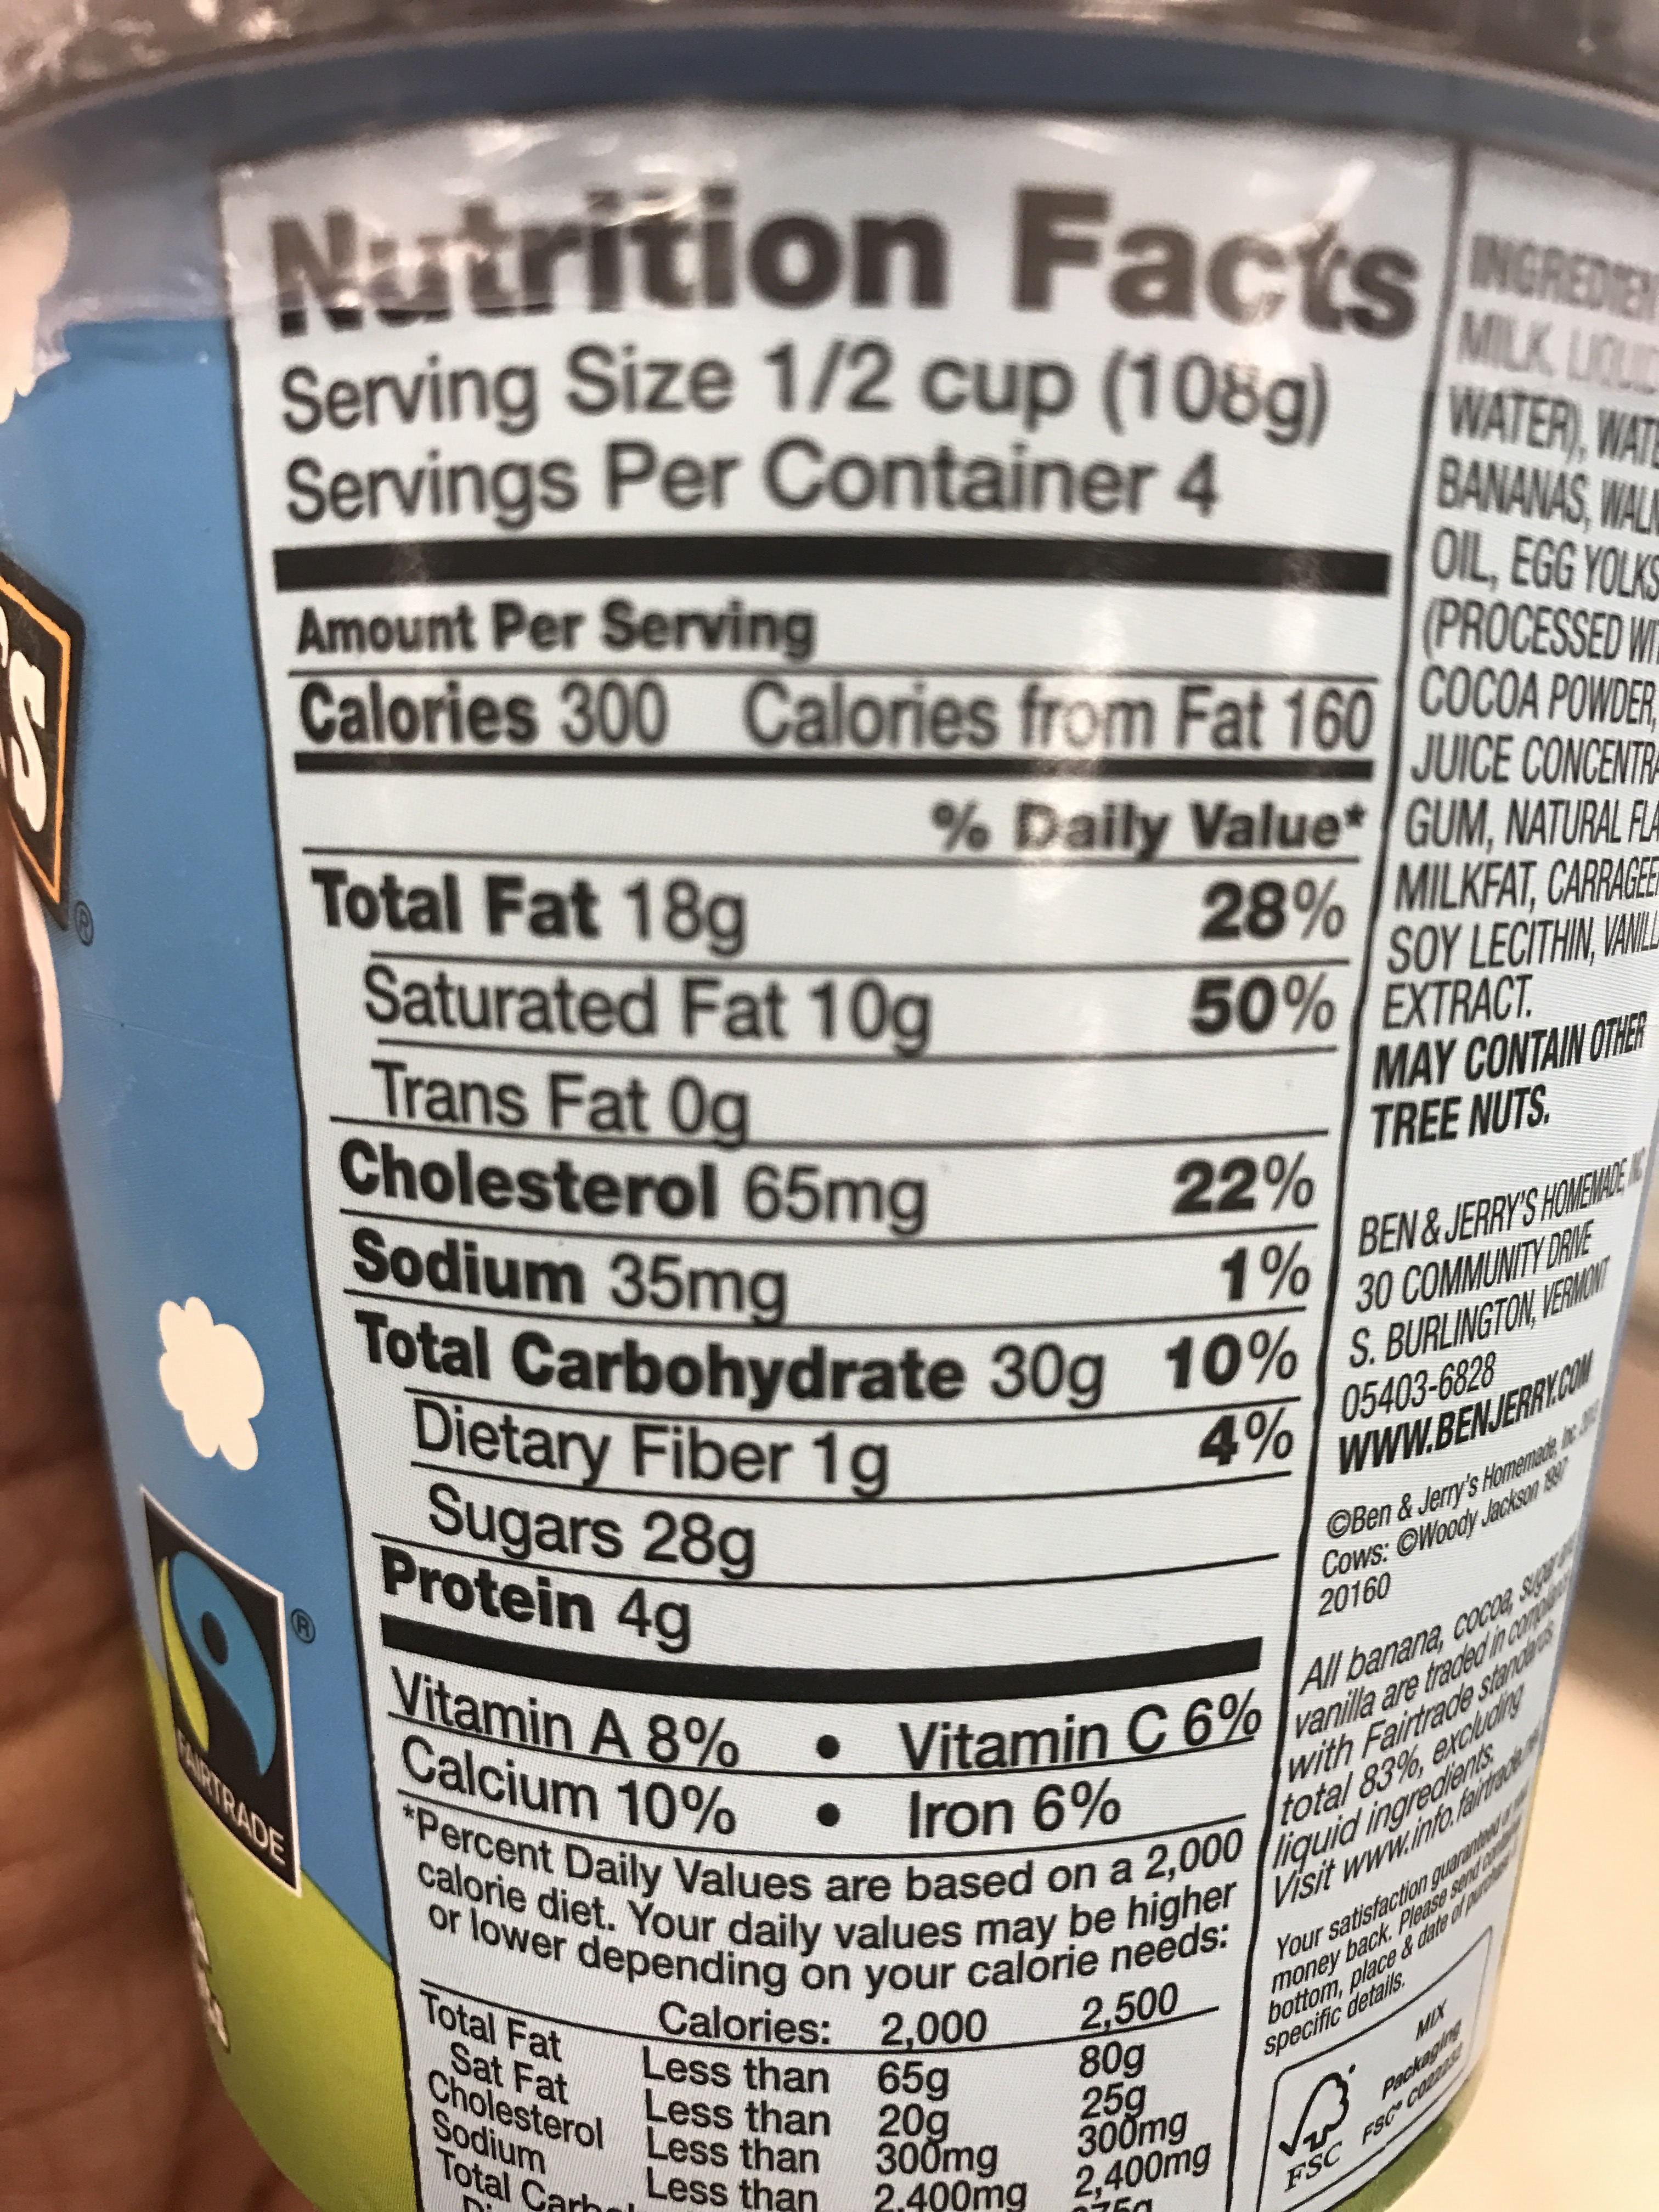 Nutrition Facts
Serving Size 1/2 cup (108g)
Servings Per Container 4
Amount Per Serving
Calories 300 Calories from Fat 160
% Daily Value*
Total Fat 18g 28%
Saturated Fat 10g 50%
Trans Fat 0g
Cholesterol 65mg 22%
Sodium 35mg 1%
Total Carbohydrate 30g 10%
Dietary Fiber 1g 4%
Sugars 28g
Protein 4g
Vitamin A 8% • Vitamin C 6%
Calcium 10% • Iron 6%
*Percent Daily Values are based on a 2,000
calorie diet. Your daily values may be higher
or lower depending on your calorie needs:
Calories: 2,000 2,500
Total Fat Less than 65g 80g
Sat Fat Less than 20g 25g
Cholesterol Less than 300mg 300mg
Sodium Less than 2,400mg 2,400mg
Total
MILK,
WATER),
BANANAS,
OIL, EGG YOLKS
(PROCESSED
COCOA POWDER,
JUICE
GUM, NATURAL
MILKFAT,
SOY LECITHIN,
EXTRACT.
MAY CONTAIN OTHER
TREE NUTS.
BEN & JERRY'S HOMEMADE,
30 COMMUNITY DRIVE
S. BURLINGTON, VERMONT
05403-6828
WWW.BENJERRY.COM
©Ben & Jerry's Homemade, Inc.
Cows: ©Woody Jackson 1997
20160
All banana, cocoa, sugar
vanilla are traded in
with Fairtrade standards,
total 83%, excluding
liquid ingredients.
Visit www.info.fairtrade.
Your satisfaction guaranteed or
money back. Please send
bottom, place & date of purchase
specific details.
MIX
Packaging
FSC®
FSC
'S
®
®
FAIRTRADE